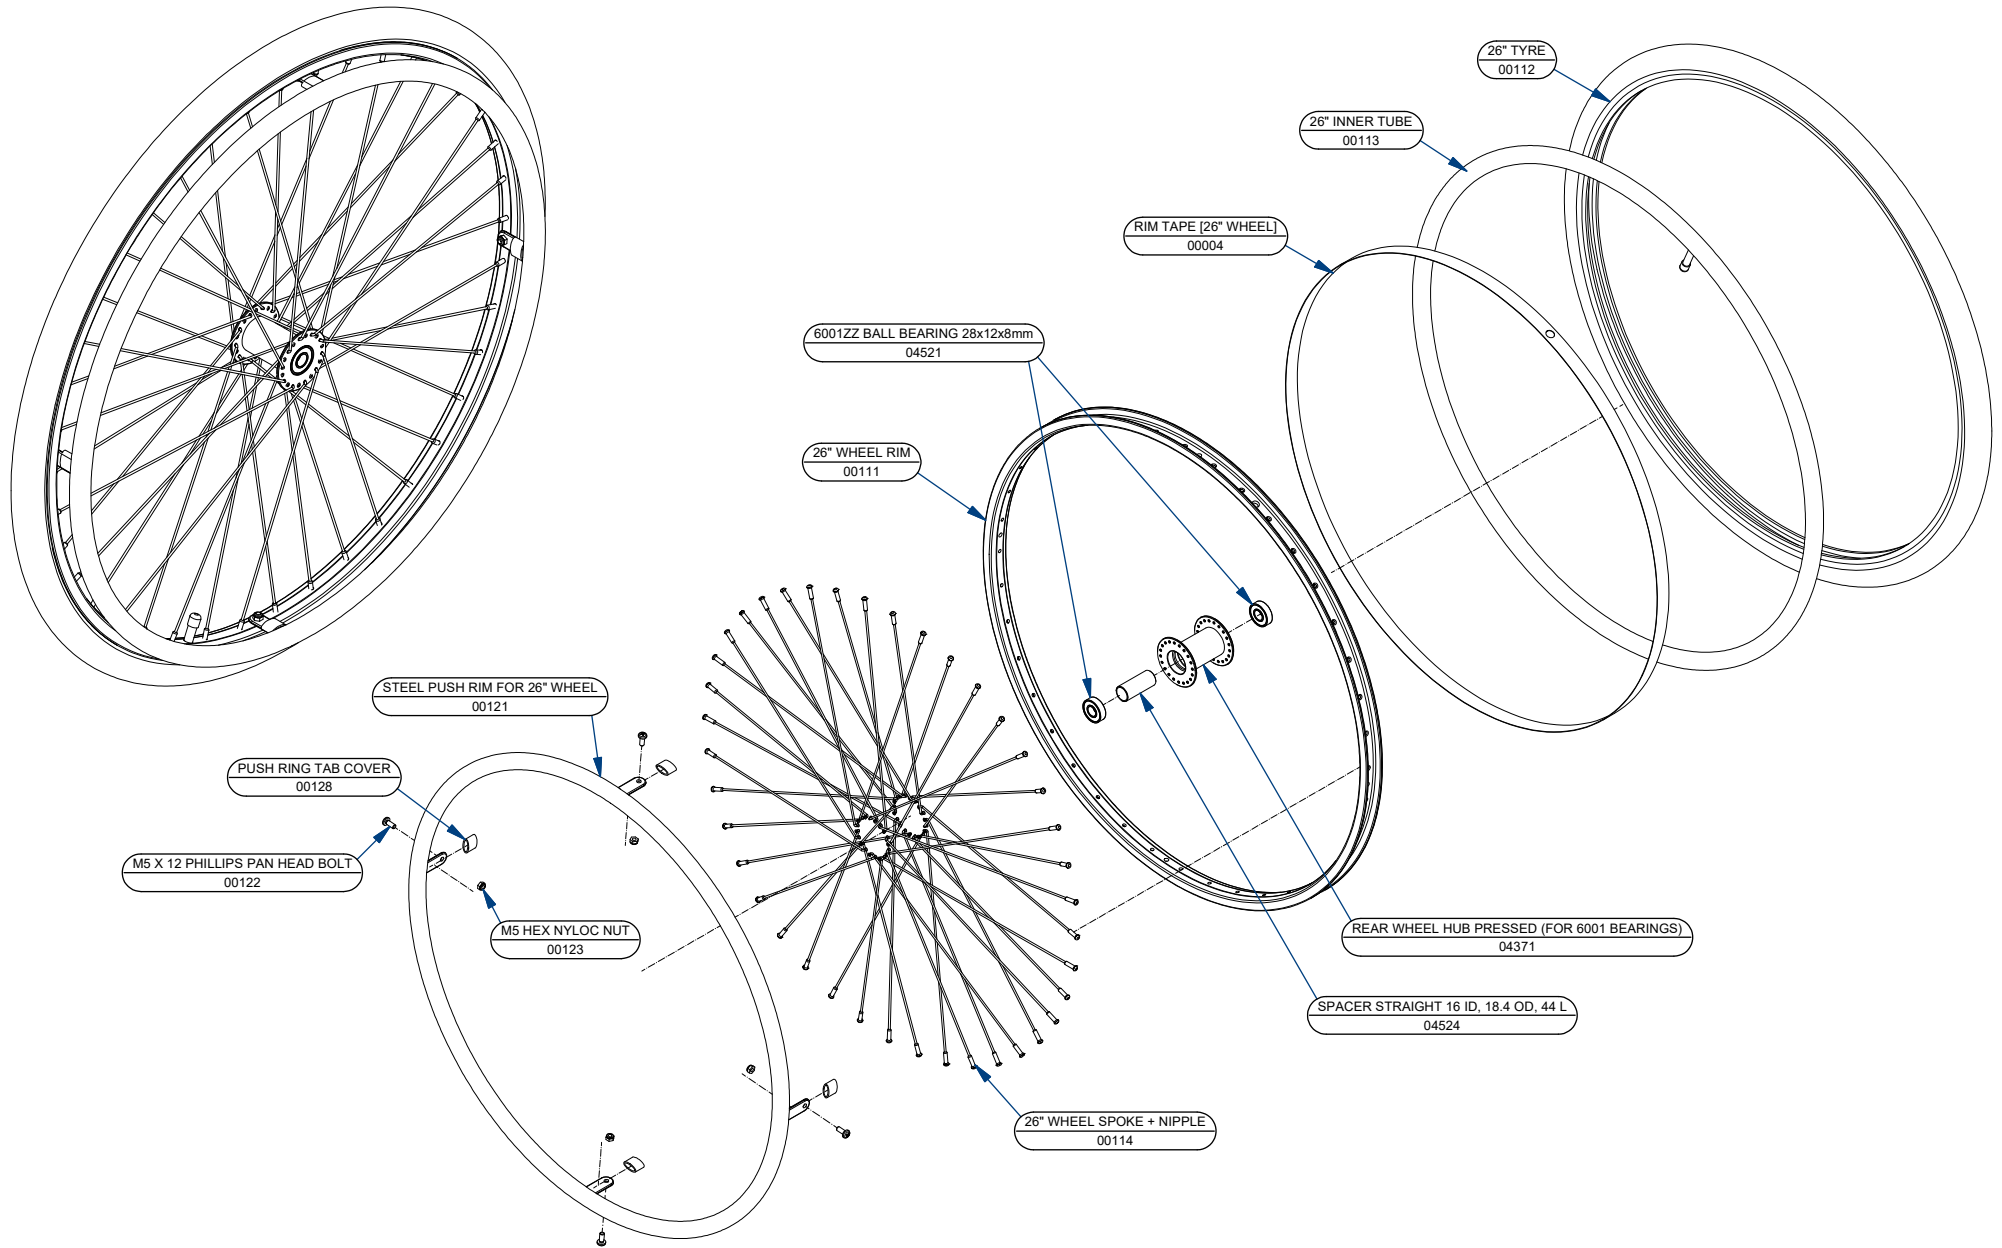 26" TYRE
00112
26" INNER TUBE
00113
RIM TAPE [26" WHEEL]
00004
6001ZZ BALL BEARING 28x12x8mm
04521
26" WHEEL RIM
00111
STEEL PUSH RIM FOR 26" WHEEL
00121
PUSH RING TAB COVER
00128
M5 X 12 PHILLIPS PAN HEAD BOLT
00122
M5 HEX NYLOC NUT
00123
REAR WHEEL HUB PRESSED (FOR 6001 BEARINGS)
04371
SPACER STRAIGHT 16 ID, 18.4 OD, 44 L
04524
26" WHEEL SPOKE + NIPPLE
00114